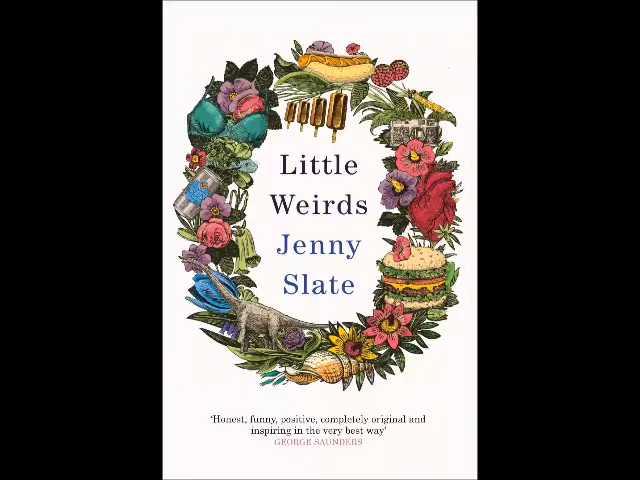 Little
Weirds
Jenny
Slate
‘Honest, funny, positive, completely original and
inspiring in the very best way’
GEORGE SAUNDERS